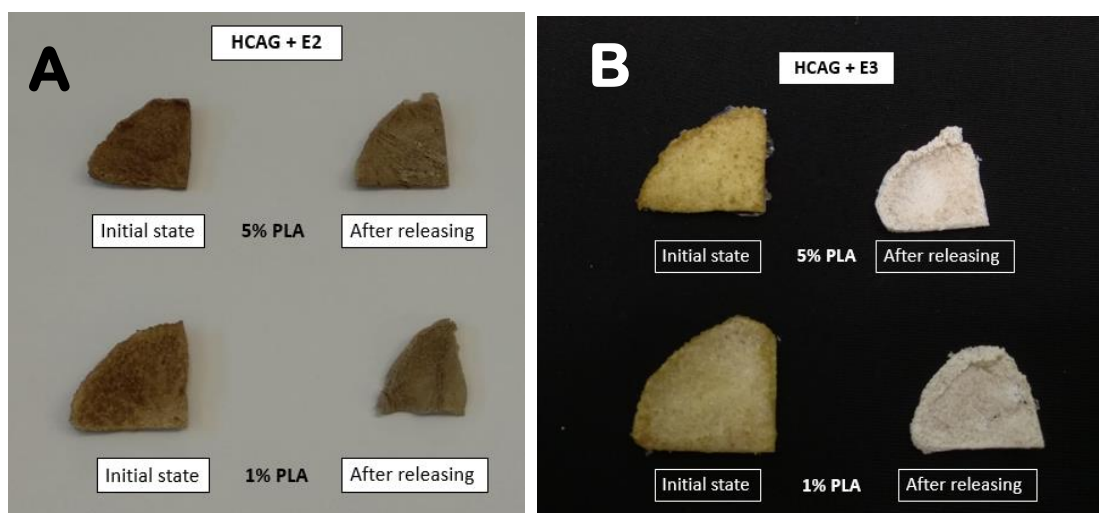 A
HCAG + E2
Initial state
5% PLA
After releasing
Initial state
1% PLA
After releasing
B
HCAG + E3
Initial state
5% PLA
After releasing
Initial state
1% PLA
After releasing